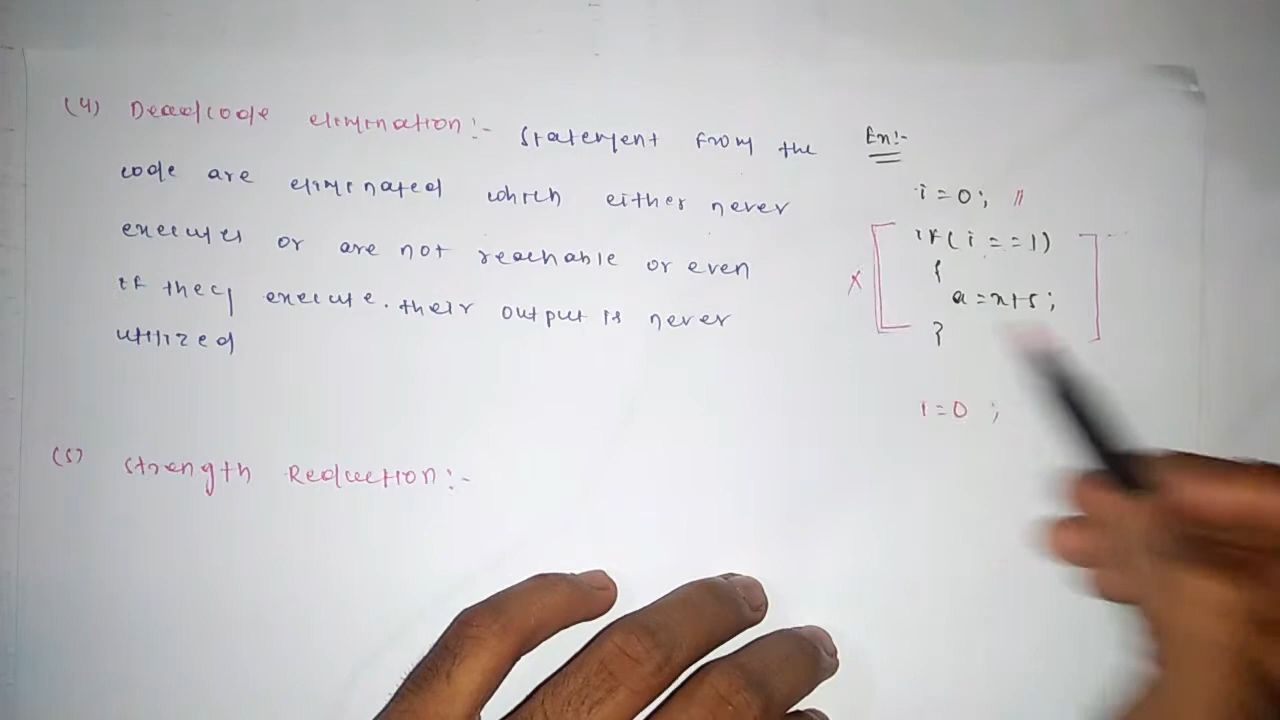 (4) Deadcode elimination:- Statement from the
code are eliminated which either never
executes or are not reachable or even
if they execute. their output is never
utilized
Ex:-
i = 0; //
if(i == 1)
{
a = x+5;
}
i = 0 ;
(5) Strength Reduction:-